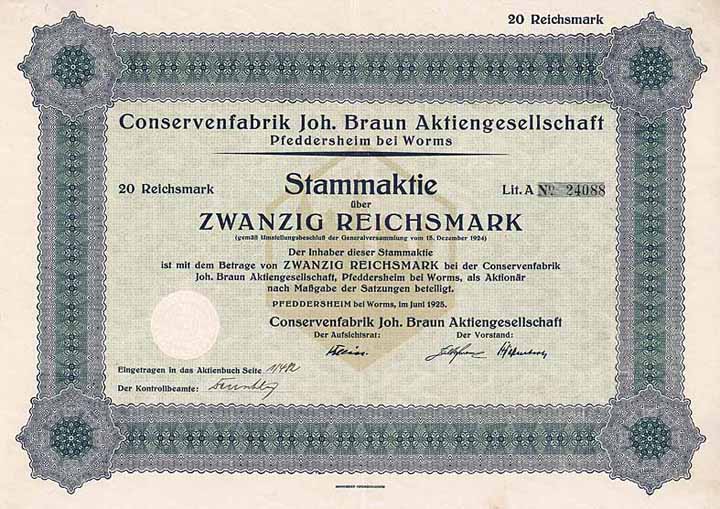 20 Reichsmark
Conservenfabrik Joh. Braun Aktiengesellschaft
Pfeddersheim bei Worms
20 Reichsmark
Stammaktie
Lit. A No 24088
über
ZWANZIG REICHSMARK
(gemäß Umstellungsbeschluß der Generalversammlung vom 15. Dezember 1924)
Der Inhaber dieser Stammaktie
ist mit dem Betrage von ZWANZIG REICHSMARK bei der Conservenfabrik
Joh. Braun Aktiengesellschaft, Pfeddersheim bei Worms, als Aktionär
nach Maßgabe der Satzungen beteiligt.
PFEDDERSHEIM bei Worms, im Juni 1925.
Conservenfabrik Joh. Braun Aktiengesellschaft
Der Aufsichtsrat:
Der Vorstand:
Eingetragen in das Aktienbuch Seite
Der Kontrollbeamte: